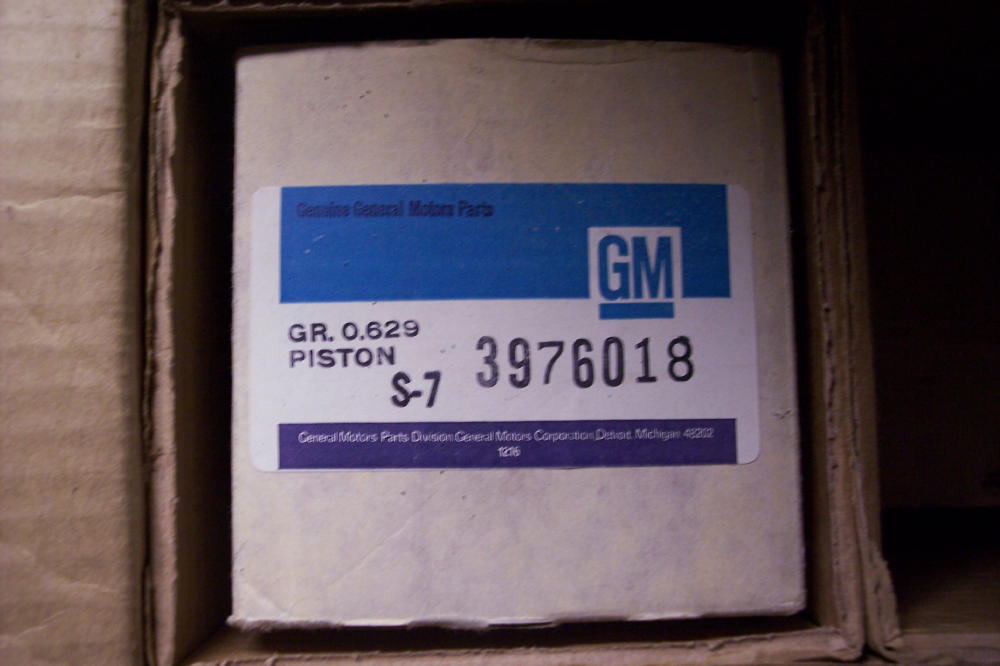 Genuine General Motors Parts
GM
GR. 0.629
PISTON
S-7
3976018
General Motors Parts Division General Motors Corporation, Detroit, Michigan 48202
1216